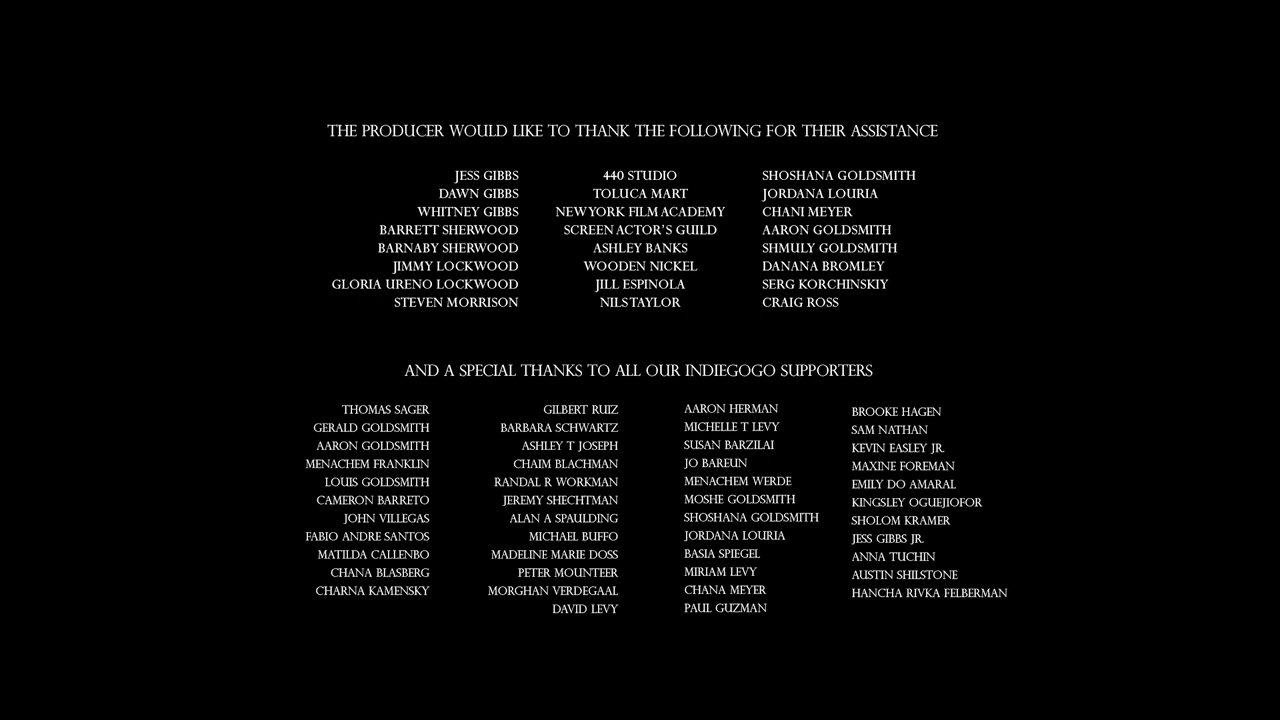 THE PRODUCER WOULD LIKE TO THANK THE FOLLOWING FOR THEIR ASSISTANCE
JESS GIBBS 440 STUDIO SHOSHANA GOLDSMITH
DAWN GIBBS TOLUCA MART JORDANA LOURIA
WHITNEY GIBBS NEW YORK FILM ACADEMY CHANI MEYER
BARRETT SHERWOOD SCREEN ACTOR'S GUILD AARON GOLDSMITH
BARNABY SHERWOOD ASHLEY BANKS SHMULY GOLDSMITH
JIMMY LOCKWOOD WOODEN NICKEL DANANA BROMLEY
GLORIA URENO LOCKWOOD JILL ESPINOLA SERG KORCHINSKIY
STEVEN MORRISON NILS TAYLOR CRAIG ROSS
AND A SPECIAL THANKS TO ALL OUR INDIEGOGO SUPPORTERS
THOMAS SAGER GILBERT RUIZ AARON HERMAN BROOKE HAGEN
GERALD GOLDSMITH BARBARA SCHWARTZ MICHELLE T LEVY SAM NATHAN
AARON GOLDSMITH ASHLEY T JOSEPH SUSAN BARZILAI KEVIN EASLEY JR.
MENACHEM FRANKLIN CHAIM BLACHMAN JO BAREUN MAXINE FOREMAN
LOUIS GOLDSMITH RANDAL R WORKMAN MENACHEM WERDE EMILY DO AMARAL
CAMERON BARRETO JEREMY SHECHTMAN MOSHE GOLDSMITH KINGSLEY OGUEJIOFOR
JOHN VILLEGAS ALAN A SPAULDING SHOSHANA GOLDSMITH SHOLOM KRAMER
FABIO ANDRE SANTOS MICHAEL BUFFO JORDANA LOURIA JESS GIBBS JR.
MATILDA CALLENBO MADELINE MARIE DOSS BASIA SPIEGEL ANNA TUCHIN
CHANA BLASBERG PETER MOUNTEER MIRIAM LEVY AUSTIN SHILSTONE
CHARNA KAMENSKY MORGHAN VERDEGAAL CHANA MEYER HANCHA RIVKA FELBERMAN
DAVID LEVY PAUL GUZMAN